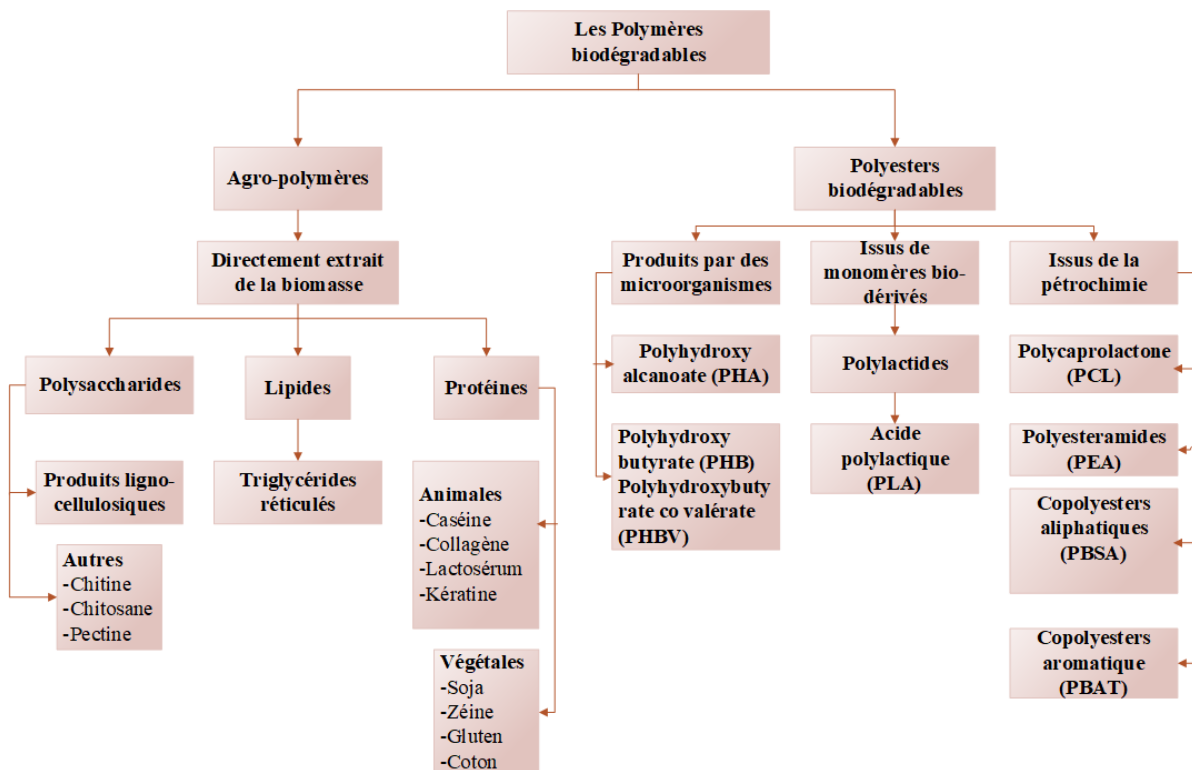 Les Polymères
biodégradables
Agro-polymères
Polyesters
biodégradables
Directement extrait
de la biomasse
Produits par des
microorganismes
Issus de
monomères bio-
dérivés
Issus de la
pétrochimie
Polysaccharides
Lipides
Protéines
Polyhydroxy
alcanoate (PHA)
Polylactides
Polycaprolactone
(PCL)
Produits ligno-
cellulosiques
Triglycérides
réticulés
Animales
-Caséine
-Collagène
-Lactosérum
-Kératine
Polyhydroxy
butyrate (PHB)
Polyhydroxybuty
rate co valérate
(PHBV)
Acide
polylactique
(PLA)
Polyesteramides
(PEA)
Copolyesters
aliphatiques
(PBSA)
Autres
-Chitine
-Chitosane
-Pectine
Végétales
-Soja
-Zéine
-Gluten
-Coton
Copolyesters
aromatique
(PBAT)